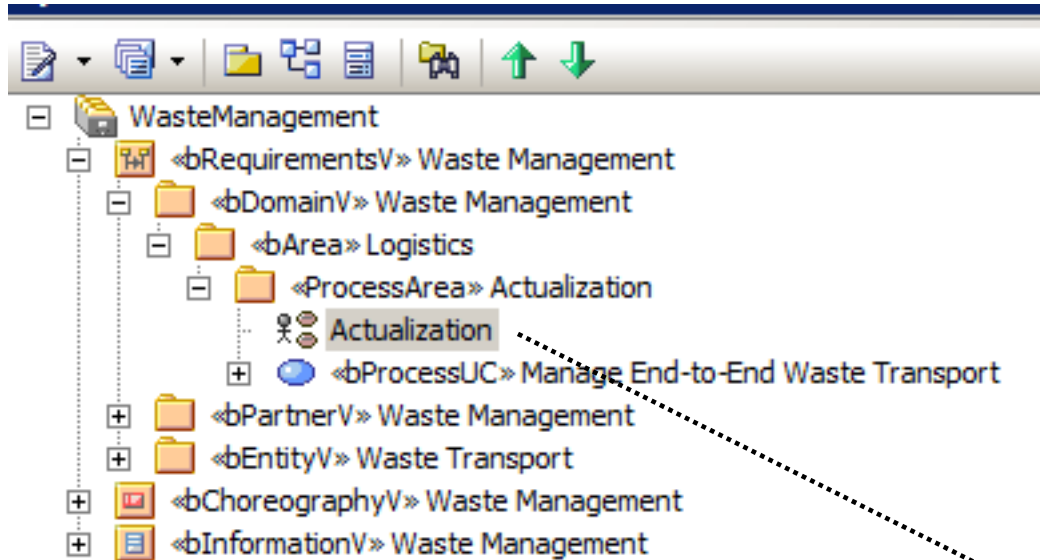 WasteManagement
«bRequirementsV» Waste Management
«bDomainV» Waste Management
«bArea» Logistics
«ProcessArea» Actualization
Actualization
«bProcessUC» Manage End-to-End Waste Transport
«bPartnerV» Waste Management
«bEntityV» Waste Transport
«bChoreographyV» Waste Management
«bInformationV» Waste Management